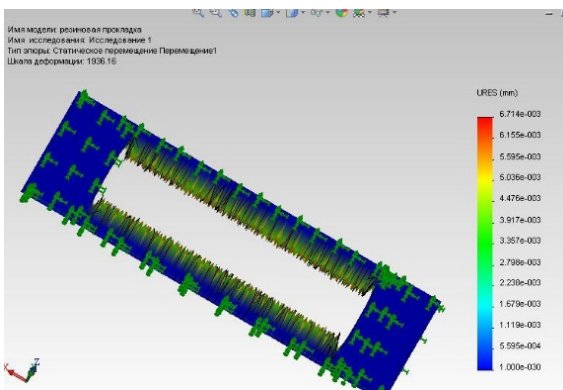 Имя модели: резиновая прокладка
Имя исследования: Исследование 1
Тип эпюры: Статическое перемещение Перемещение1
Шкала деформации: 1936.16
URES (mm)
6.714e-003
6.155e-003
5.595e-003
5.036e-003
4.476e-003
3.917e-003
3.357e-003
2.798e-003
2.238e-003
1.679e-003
1.119e-003
5.595e-004
1.000e-030